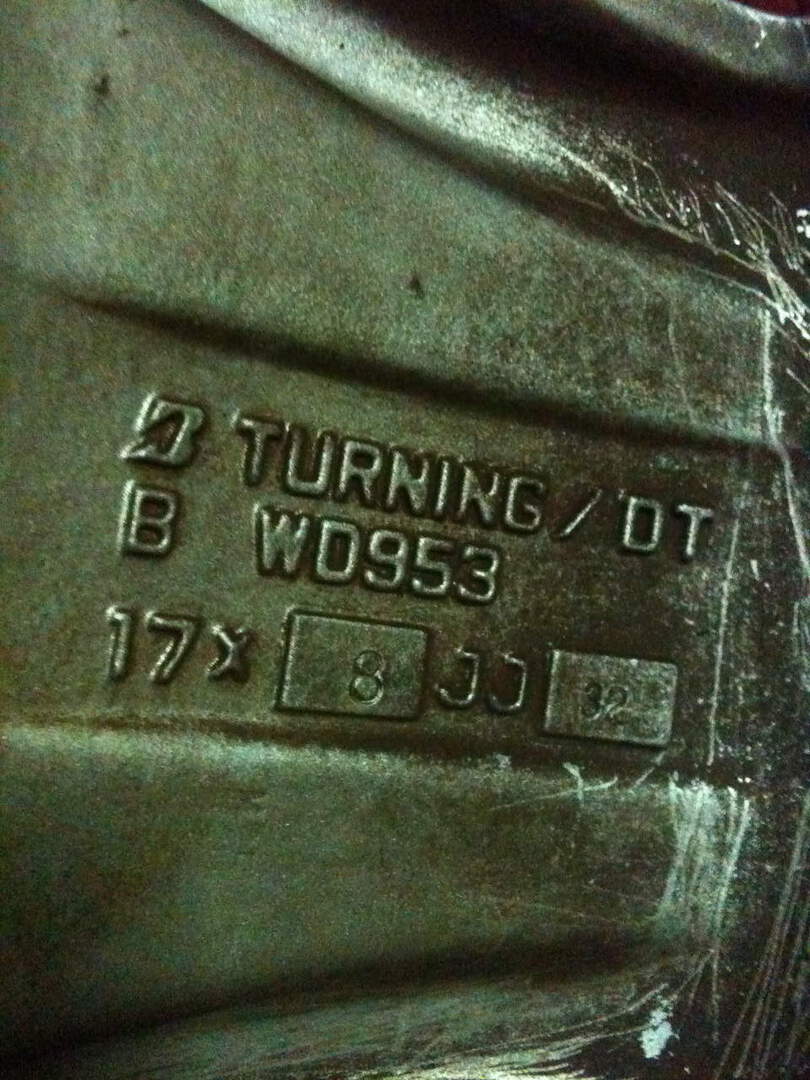 B TURNING/DT
B WD953
17x 8 JJ 32